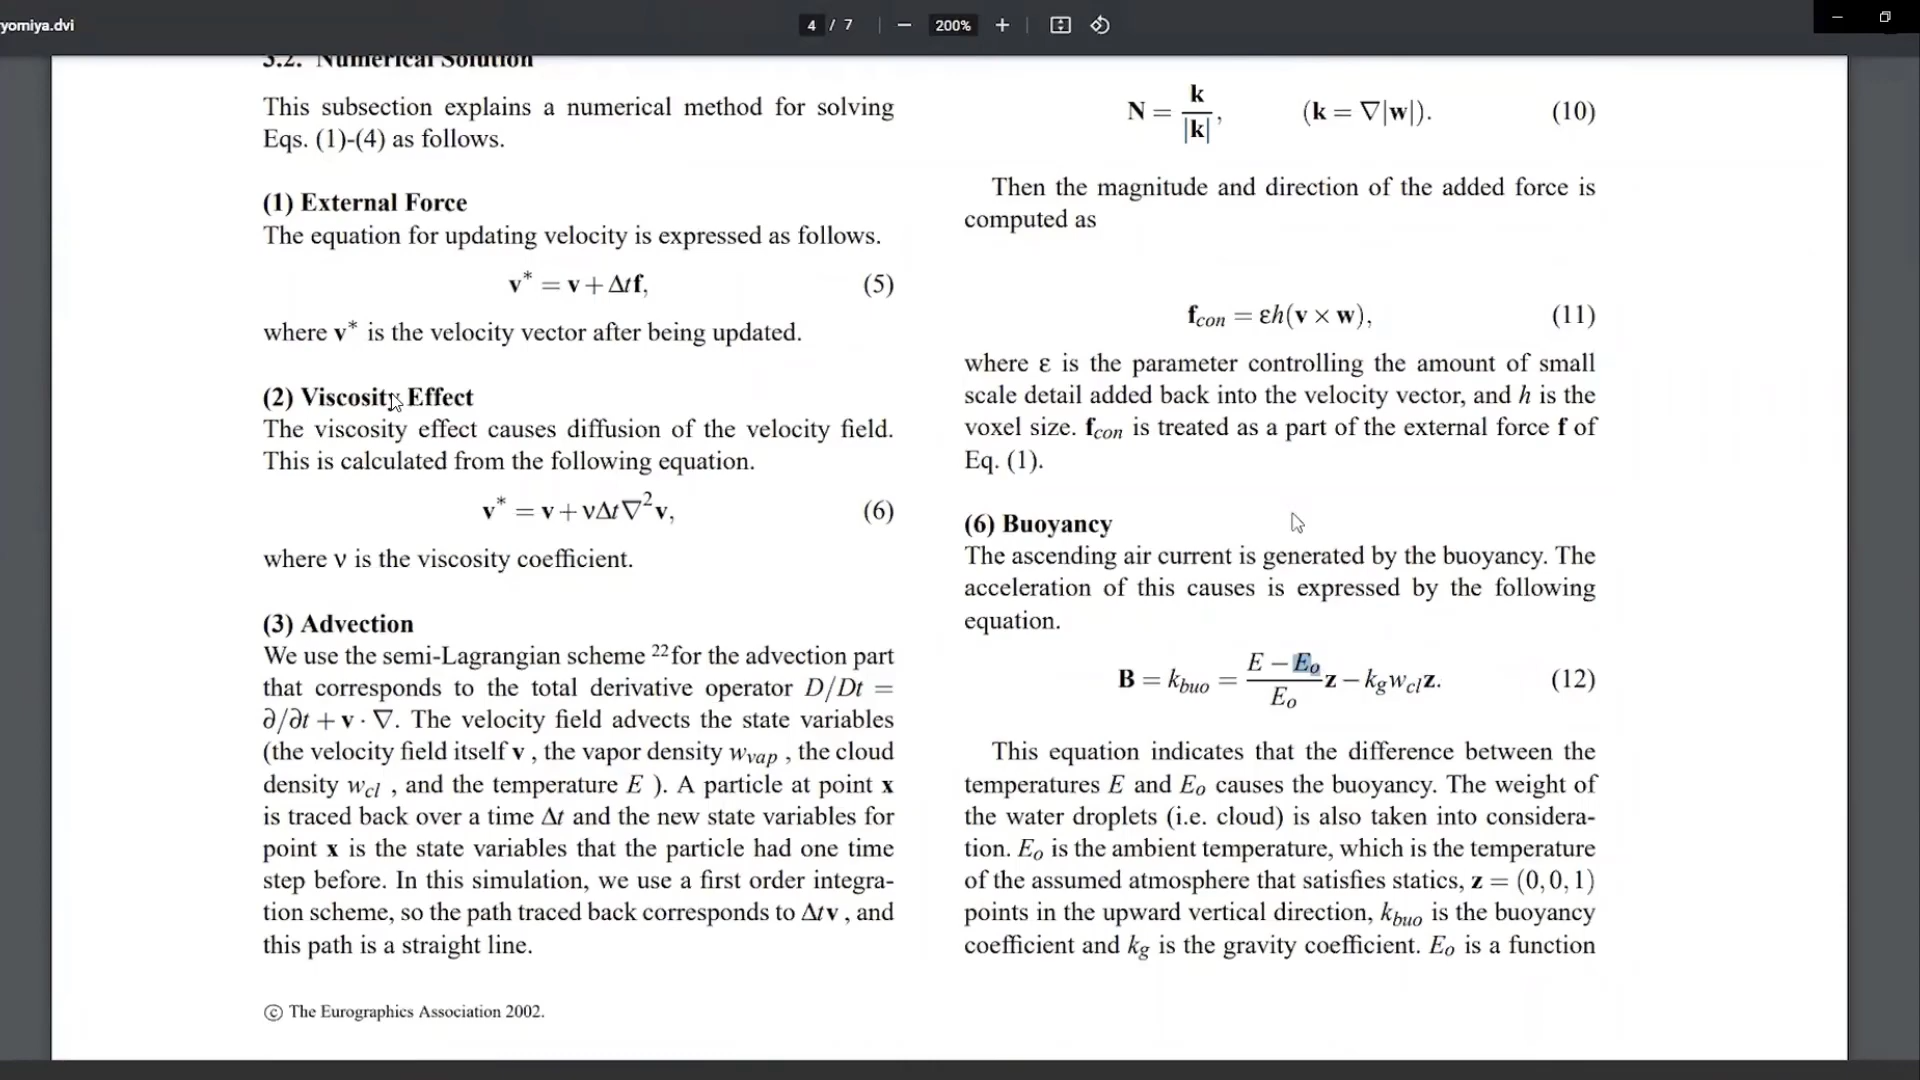 yomiya.dvi
4 / 7
200%
3.2. Numerical Solution
This subsection explains a numerical method for solving
Eqs. (1)-(4) as follows.
(1) External Force
The equation for updating velocity is expressed as follows.
v* = v + Δtf, (5)
where v* is the velocity vector after being updated.
(2) Viscosity Effect
The viscosity effect causes diffusion of the velocity field.
This is calculated from the following equation.
v* = v + νΔt∇²v, (6)
where ν is the viscosity coefficient.
(3) Advection
We use the semi-Lagrangian scheme ²²for the advection part
that corresponds to the total derivative operator D/Dt =
∂/∂t + v · ∇. The velocity field advects the state variables
(the velocity field itself v , the vapor density w_vap , the cloud
density w_cl , and the temperature E ). A particle at point x
is traced back over a time Δt and the new state variables for
point x is the state variables that the particle had one time
step before. In this simulation, we use a first order integra-
tion scheme, so the path traced back corresponds to Δtv , and
this path is a straight line.
© The Eurographics Association 2002.
N = k/|k|, (k = ∇|w|). (10)
Then the magnitude and direction of the added force is
computed as
f_con = εh(v × w), (11)
where ε is the parameter controlling the amount of small
scale detail added back into the velocity vector, and h is the
voxel size. f_con is treated as a part of the external force f of
Eq. (1).
(6) Buoyancy
The ascending air current is generated by the buoyancy. The
acceleration of this causes is expressed by the following
equation.
B = k_buo = (E − E_o)/E_o z − k_g w_cl z. (12)
This equation indicates that the difference between the
temperatures E and E_o causes the buoyancy. The weight of
the water droplets (i.e. cloud) is also taken into considera-
tion. E_o is the ambient temperature, which is the temperature
of the assumed atmosphere that satisfies statics, z = (0,0,1)
points in the upward vertical direction, k_buo is the buoyancy
coefficient and k_g is the gravity coefficient. E_o is a function